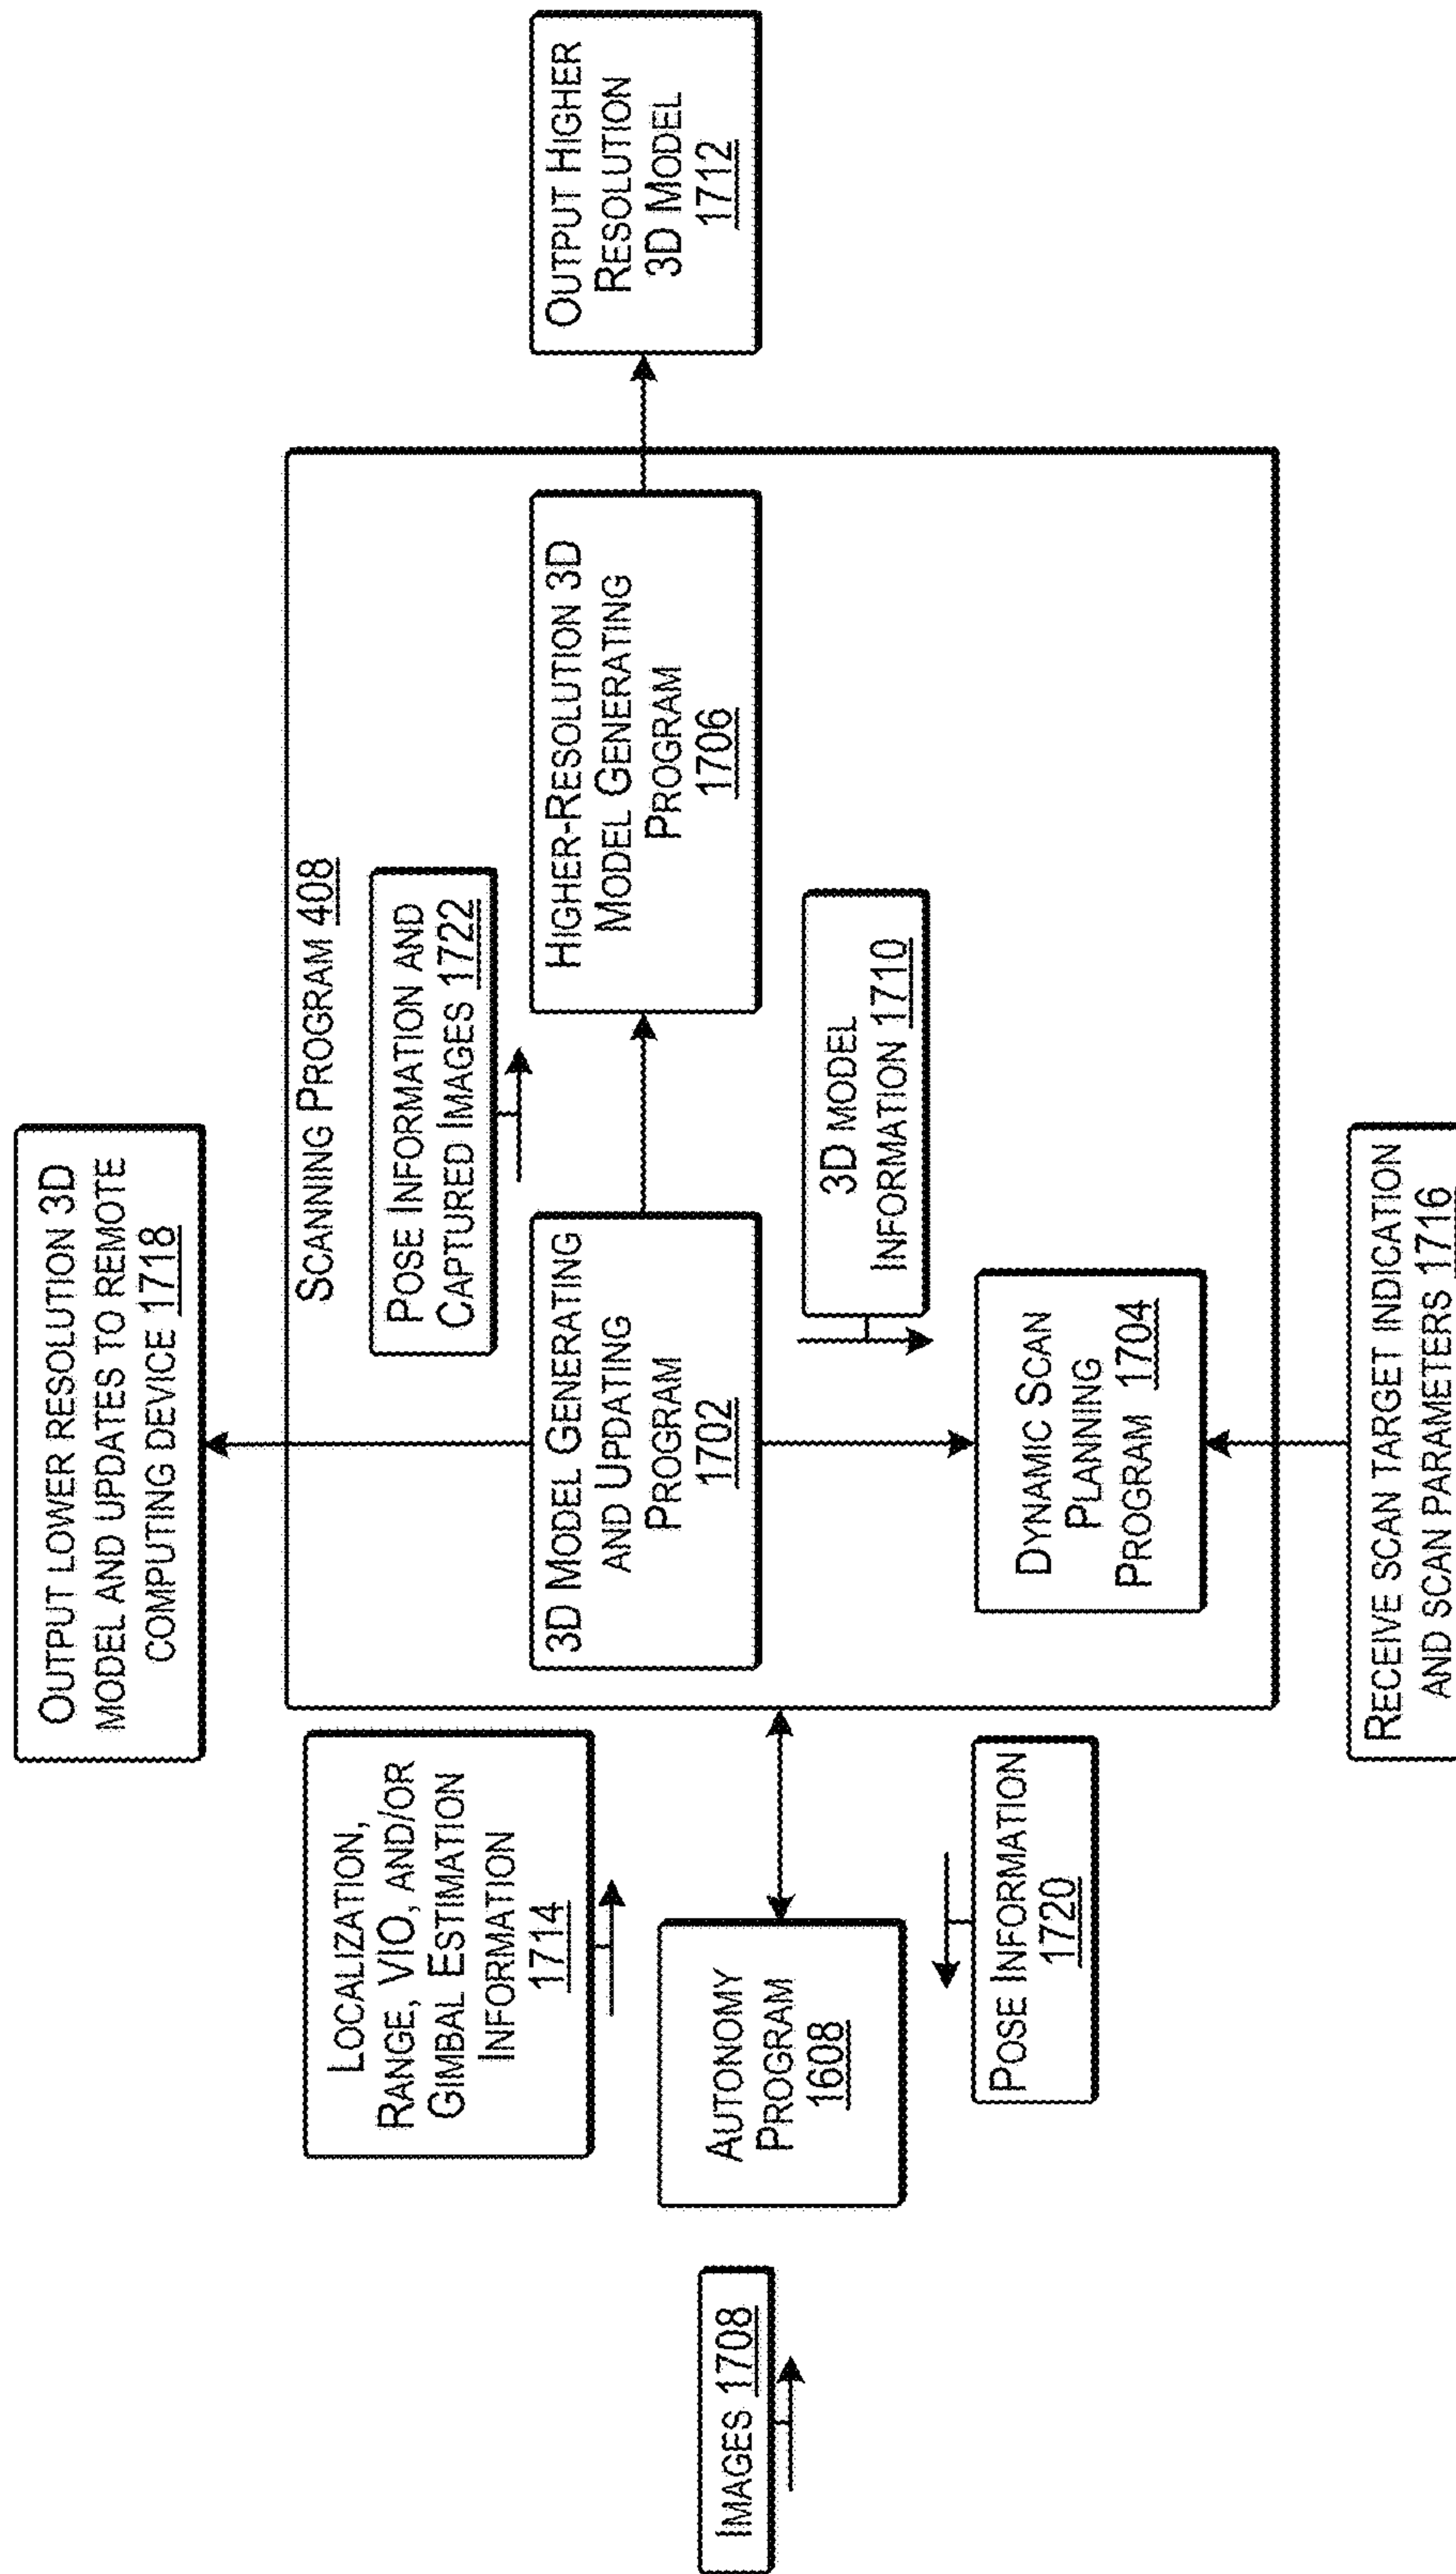 OUTPUT LOWER RESOLUTION 3D
MODEL AND UPDATES TO REMOTE
COMPUTING DEVICE 1718
SCANNING PROGRAM 408
LOCALIZATION,
RANGE, VIO, AND/OR
GIMBAL ESTIMATION
INFORMATION
1714
POSE INFORMATION AND
CAPTURED IMAGES 1722
IMAGES 1708
AUTONOMY
PROGRAM
1608
3D MODEL GENERATING
AND UPDATING
PROGRAM
1702
HIGHER-RESOLUTION 3D
MODEL GENERATING
PROGRAM
1706
OUTPUT HIGHER
RESOLUTION
3D MODEL
1712
POSE INFORMATION
1720
3D MODEL
INFORMATION 1710
DYNAMIC SCAN
PLANNING
PROGRAM 1704
RECEIVE SCAN TARGET INDICATION
AND SCAN PARAMETERS 1716